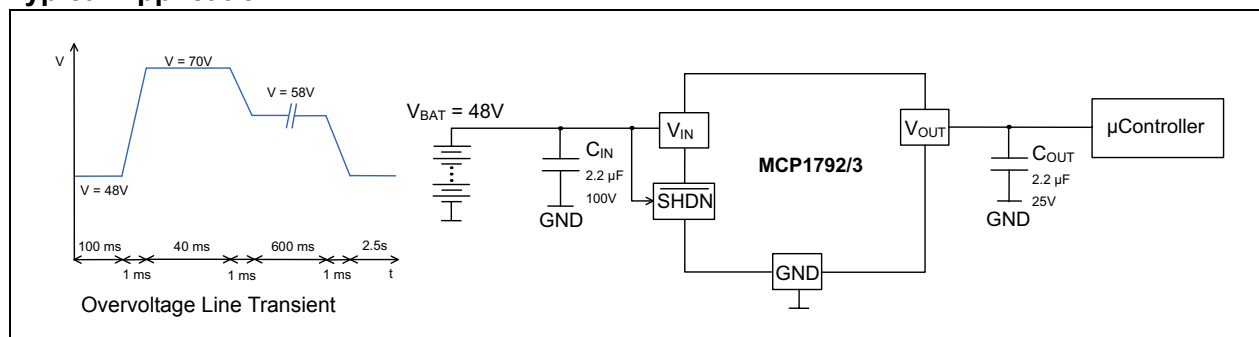 V
V = 70V
V = 58V
V = 48V
100 ms
40 ms
600 ms
2.5s
1 ms
1 ms
1 ms
t
Overvoltage Line Transient
VBAT = 48V
CIN
2.2 µF
100V
GND
VIN
SHDN
MCP1792/3
GND
VOUT
COUT
2.2 µF
25V
GND
µController